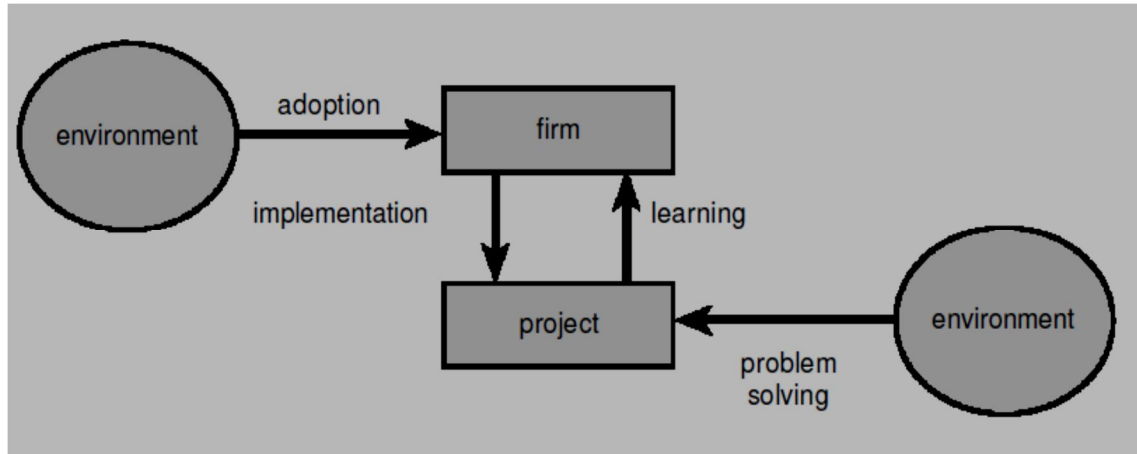 adoption
environment
firm
implementation
learning
project
environment
problem
solving